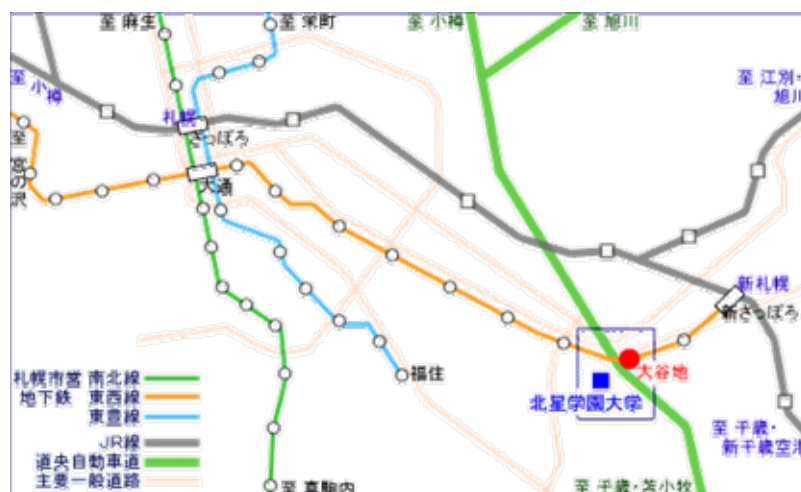 至 麻生
至 栄町
至 小樽
至 旭川
至 小樽
至 江別・
旭川
札幌
さっぽろ
至 宮の沢
大通
新札幌
新さっぽろ
大谷地
北星学園大学
福住
札幌市営 南北線
地下鉄 東西線
東豊線
JR線
道央自動車道
主要一般道路
至 真駒内
至 千歳・苫小牧
至 千歳・
新千歳空港